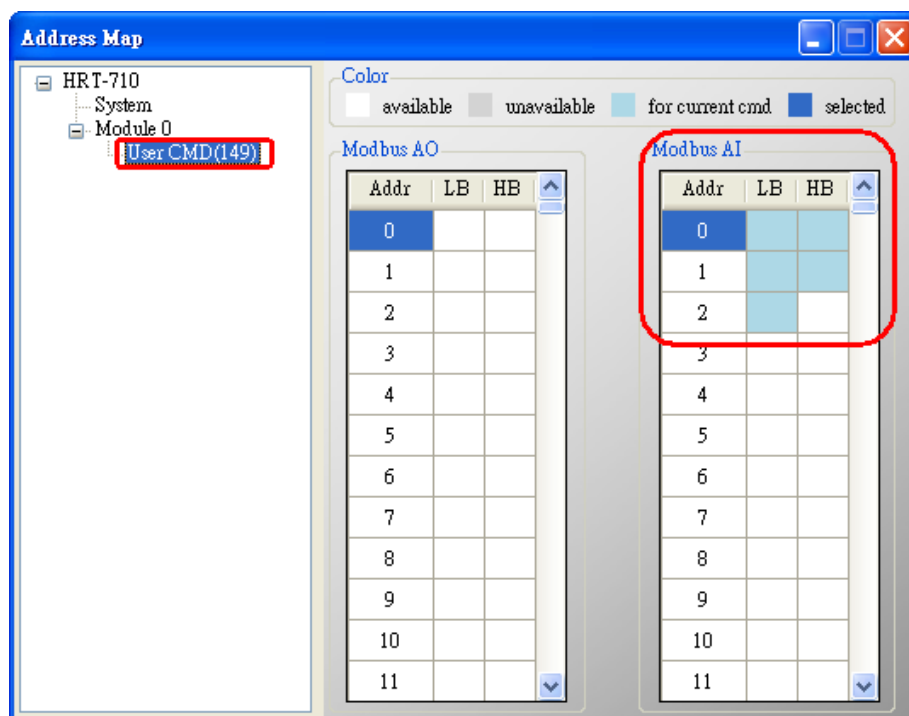 Address Map
HRT-710
System
Module 0
User CMD(149)
Color
available unavailable for current cmd selected
Modbus AO
Addr LB HB
0
1
2
3
4
5
6
7
8
9
10
11
Modbus AI
Addr LB HB
0
1
2
3
4
5
6
7
8
9
10
11